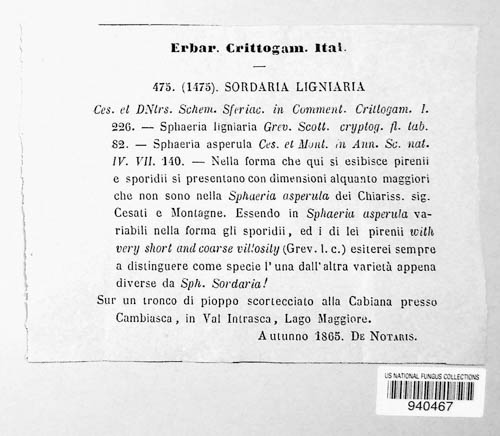 Erbar. Crittogam. Ital.
475. (1475). SORDARIA LIGNIARIA
Ces. et DNtrs. Schem. Sferiac. in Comment. Crittogam. I.
226. — Sphaeria ligniaria Grev. Scott. cryptog. fl. tab.
82. — Sphaeria asperula Ces. et Mont. in Ann. Sc. nat.
IV. VII. 140. — Nella forma che qui si esibisce pirenii
e sporidii si presentano con dimensioni alquanto maggiori
che non sono nella Sphaeria asperula dei Chiariss. sig.
Cesati e Montagne. Essendo in Sphaeria asperula va-
riabili nella forma gli sporidii, ed i di lei pirenii with
very short and coarse villosity (Grev. l. c.) esiterei sempre
a distinguere come specie l'una dall'altra varietà appena
diverse da Sph. Sordaria!
Sur un tronco di pioppo scortecciato alla Cabiana presso
Cambiasca, in Val Intrasca, Lago Maggiore.
Autunno 1865. DE NOTARIS.
US NATIONAL FUNGUS COLLECTIONS
940467